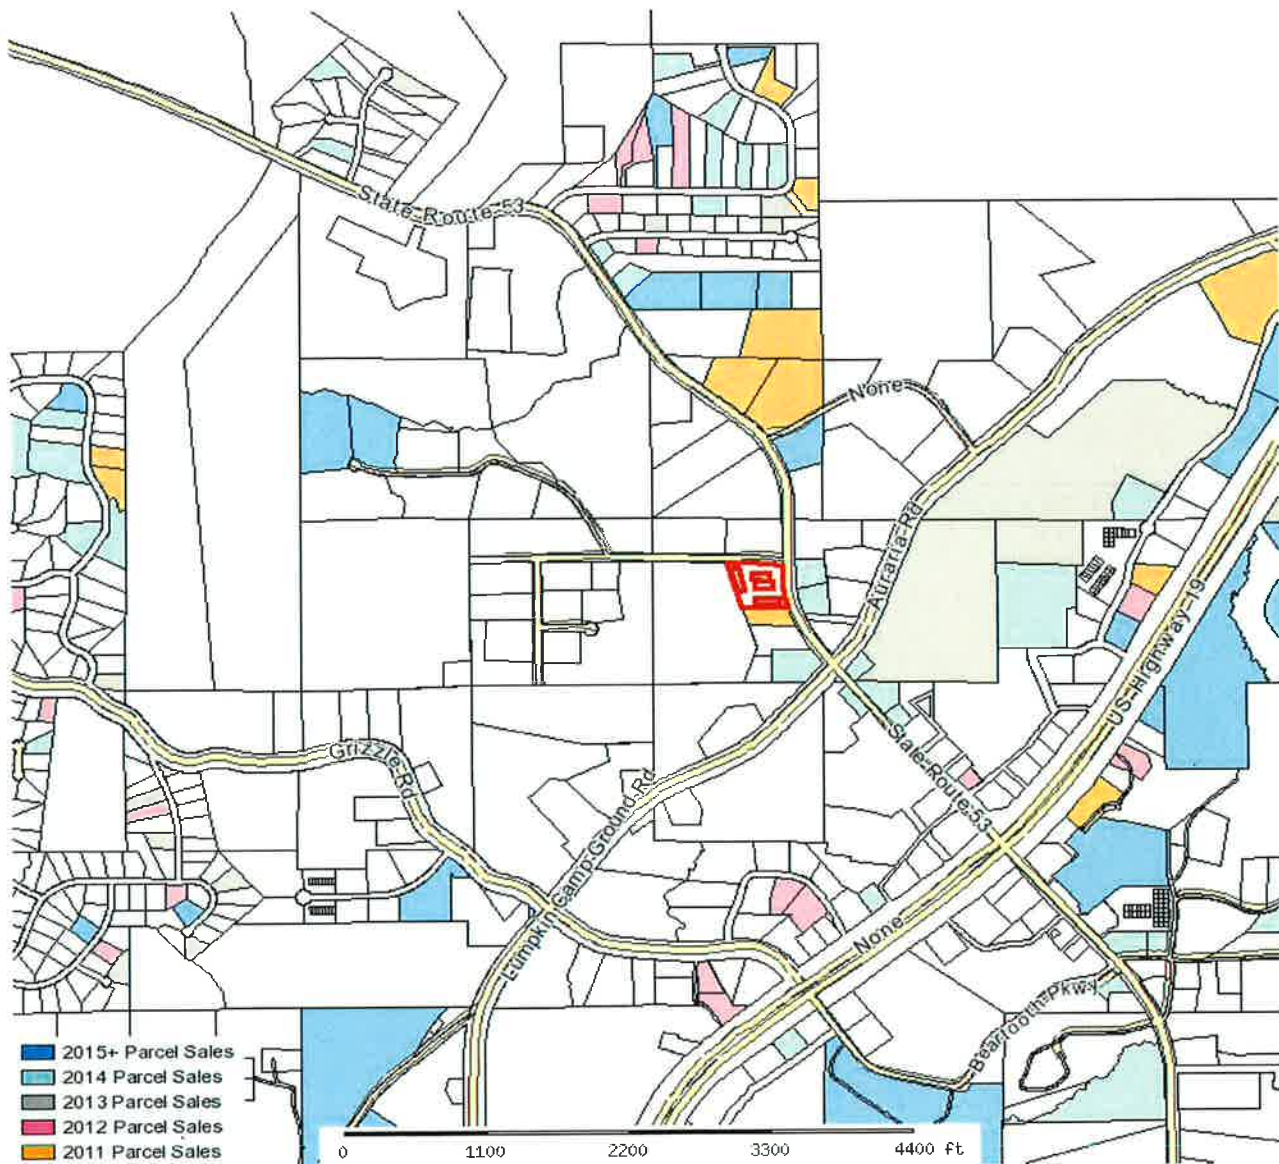 State-Route-53
None
Auraria-Rd
US-Highway-19
Grizzle-Rd
Lumpkin-Camp-Ground-Rd
State-Route-53
None
Beartooth-Pkwy
2015+ Parcel Sales
2014 Parcel Sales
2013 Parcel Sales
2012 Parcel Sales
2011 Parcel Sales
0 1100 2200 3300 4400 ft